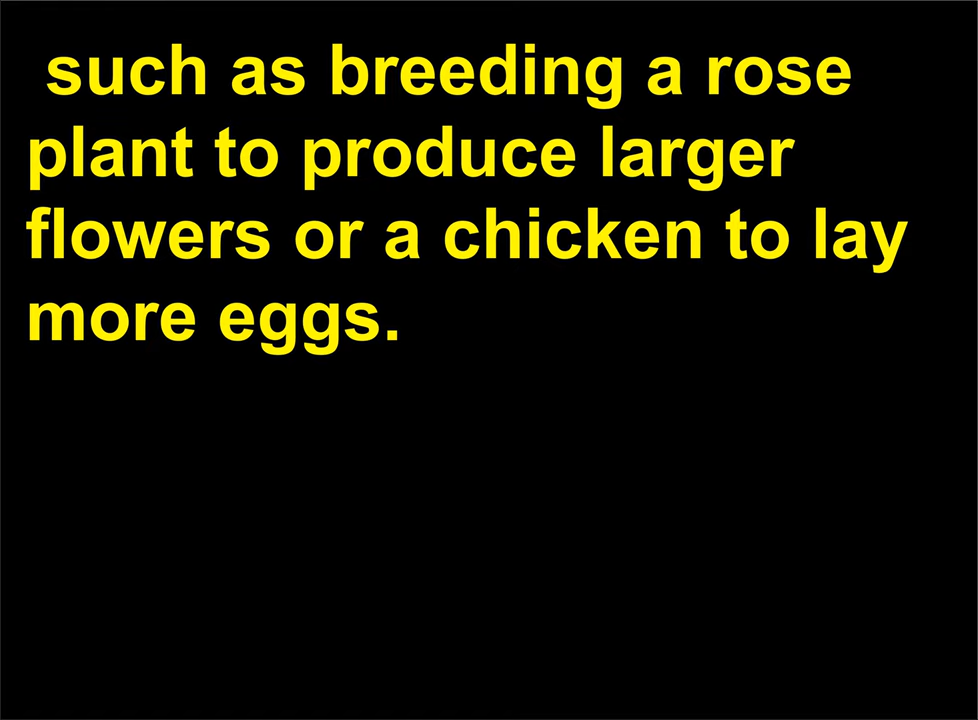 such as breeding a rose
plant to produce larger
flowers or a chicken to lay
more eggs.